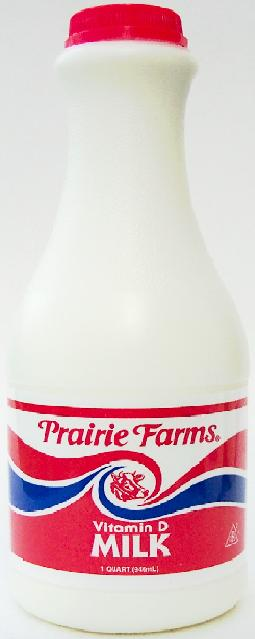 Prairie Farms®
Vitamin D
MILK
1 QUART (946mL)